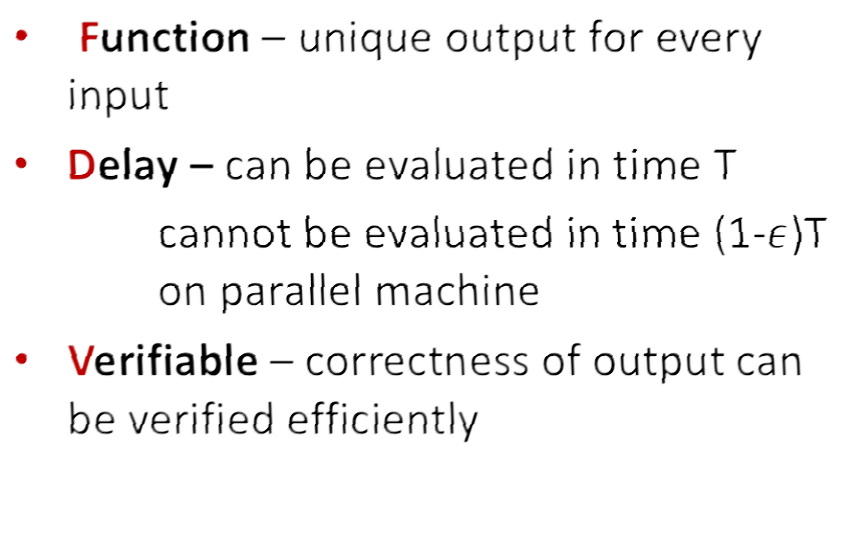 • Function – unique output for every
input
• Delay – can be evaluated in time T
cannot be evaluated in time (1-ϵ)T
on parallel machine
• Verifiable – correctness of output can
be verified efficiently